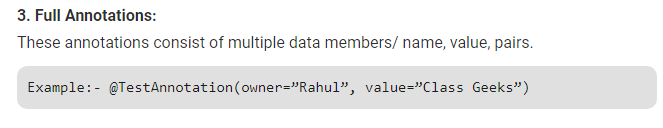 3. Full Annotations:
These annotations consist of multiple data members/ name, value, pairs.
Example:- @TestAnnotation(owner=”Rahul”, value=”Class Geeks”)